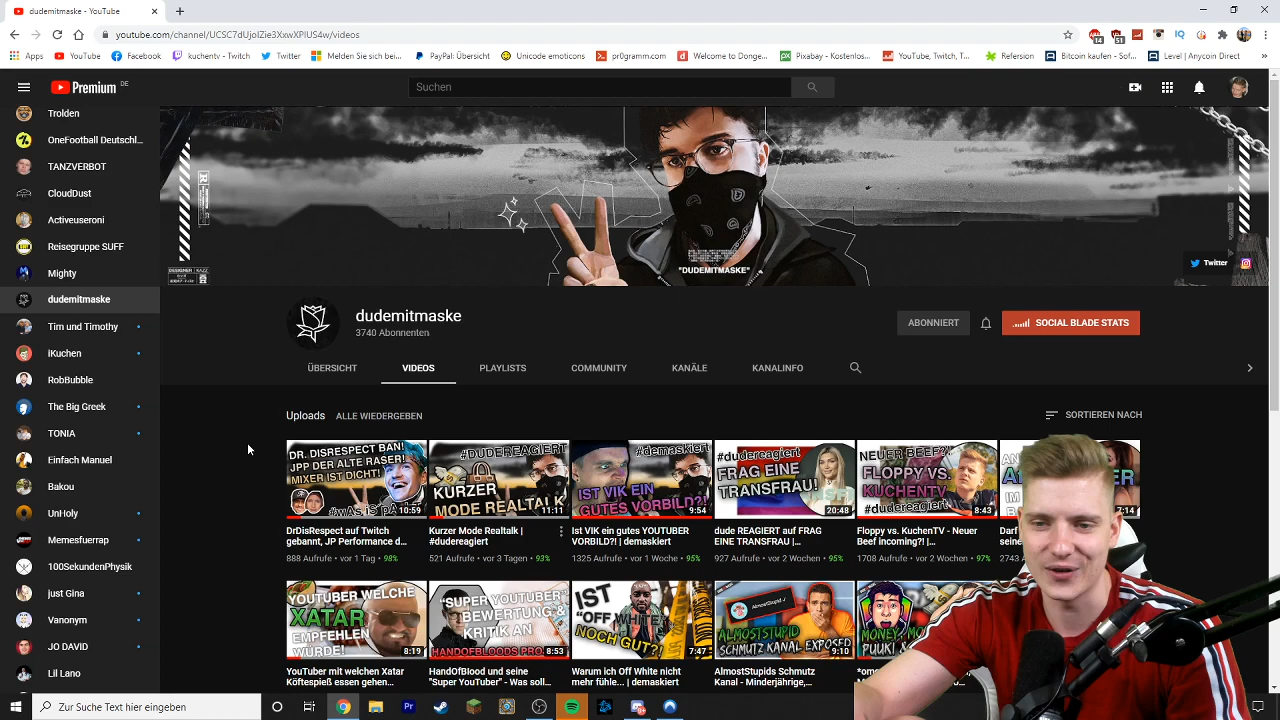 dudemitmaske - YouTube
youtube.com/channel/UCSC7dUjolZie3XxwXPlUS4w/videos
14
51
Apps
YouTube
Facebook
kuchentv - Twitch
Twitter
Melden Sie sich bei...
PayPal Übersicht
Unicode emoticons
pr0gramm.com
Welcome to the dom...
Pixabay - Kostenlos...
YouTube, Twitch, T...
Referion
Bitcoin kaufen - Sof...
Level | Anycoin Direct
Premium DE
Suchen
Trolden
OneFootball Deutschl...
TANZVERBOT
CloudDust
Activeuseroni
Reisegruppe SUFF
Mighty
dudemitmaske
Tim und Timothy
iKuchen
RobBubble
The Big Greek
TONIA
Einfach Manuel
Bakou
UnHoly
Memesfuerrap
100SekundenPhysik
just Gina
Vanonym
JO DAVID
Lil Lano
"DUDEMITMASKE"
Twitter
dudemitmaske
3740 Abonnenten
ABONNIERT
SOCIAL BLADE STATS
ÜBERSICHT
VIDEOS
PLAYLISTS
COMMUNITY
KANÄLE
KANALINFO
Uploads
ALLE WIEDERGEBEN
SORTIEREN NACH
DR. DISRESPECT BAN!
JPP DER ALTE RASER!
MIXER IST DICHT!
10:59
#DUDEREAGIERT
KURZER
MODE REALTALK
11:11
#demaskiert
IST VIK EIN
GUTES VORBILD?!
9:54
#dudereagiert
FRAG EINE
TRANSFRAU!
20:48
NEUER BEEF?!
FLOPPY VS.
KUCHENTV
#dudereagiert
8:43
7:14
DrDisrespect auf Twitch
gebannt, JP Performance d...
888 Aufrufe • vor 1 Tag • 98%
Kurzer Mode Realtalk |
#dudereagiert
521 Aufrufe • vor 3 Tagen • 93%
Ist VIK ein gutes YOUTUBER
VORBILD?! | demaskiert
1325 Aufrufe • vor 1 Woche • 95%
dude REAGIERT auf FRAG
EINE TRANSFRAU |...
927 Aufrufe • vor 2 Wochen • 95%
Floppy vs. KuchenTV - Neuer
Beef incoming?! |...
1708 Aufrufe • vor 2 Wochen • 97%
2743
YOUTUBER WELCHE
XATAR
EMPFEHLEN
WÜRDE!
8:19
"SUPER YOUTUBER"
BEWERTUNG &
KRITIK AN
HANDOFBLOODS PRO
8:53
IST
"OFF WHITE"
NOCH GUT?!
7:47
AlmostStupid
ALMOSTSTUPID
SCHMUTZ KANAL EXPOSED
9:10
MONEY, MO
PUUKI &
YouTuber mit welchen Xatar
Köftespieß essen gehen...
HandOfBlood und seine
"Super YouTuber" - Was soll...
Warum ich Off White nicht
mehr fühle.. | demaskiert
AlmostStupids Schmutz
Kanal - Minderjährige,...
Zur Suche Text hier eingeben